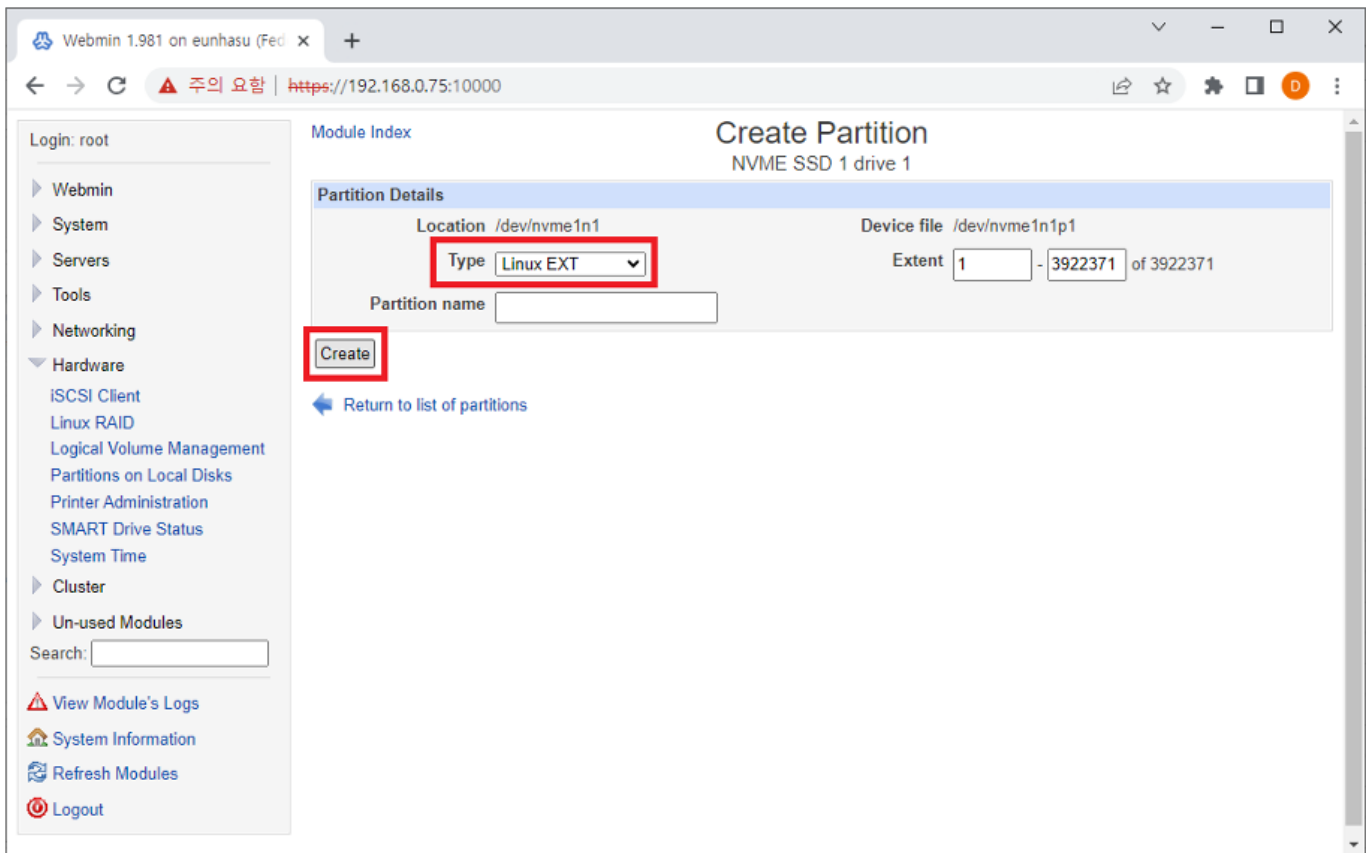 Webmin 1.981 on eunhasu (Fed
주의 요함 | https://192.168.0.75:10000
D
Login: root
Webmin
System
Servers
Tools
Networking
Hardware
iSCSI Client
Linux RAID
Logical Volume Management
Partitions on Local Disks
Printer Administration
SMART Drive Status
System Time
Cluster
Un-used Modules
Search:
View Module's Logs
System Information
Refresh Modules
Logout
Module Index
Create Partition
NVME SSD 1 drive 1
Partition Details
Location /dev/nvme1n1 Device file /dev/nvme1n1p1
Type Linux EXT Extent 1 - 3922371 of 3922371
Partition name
Create
Return to list of partitions